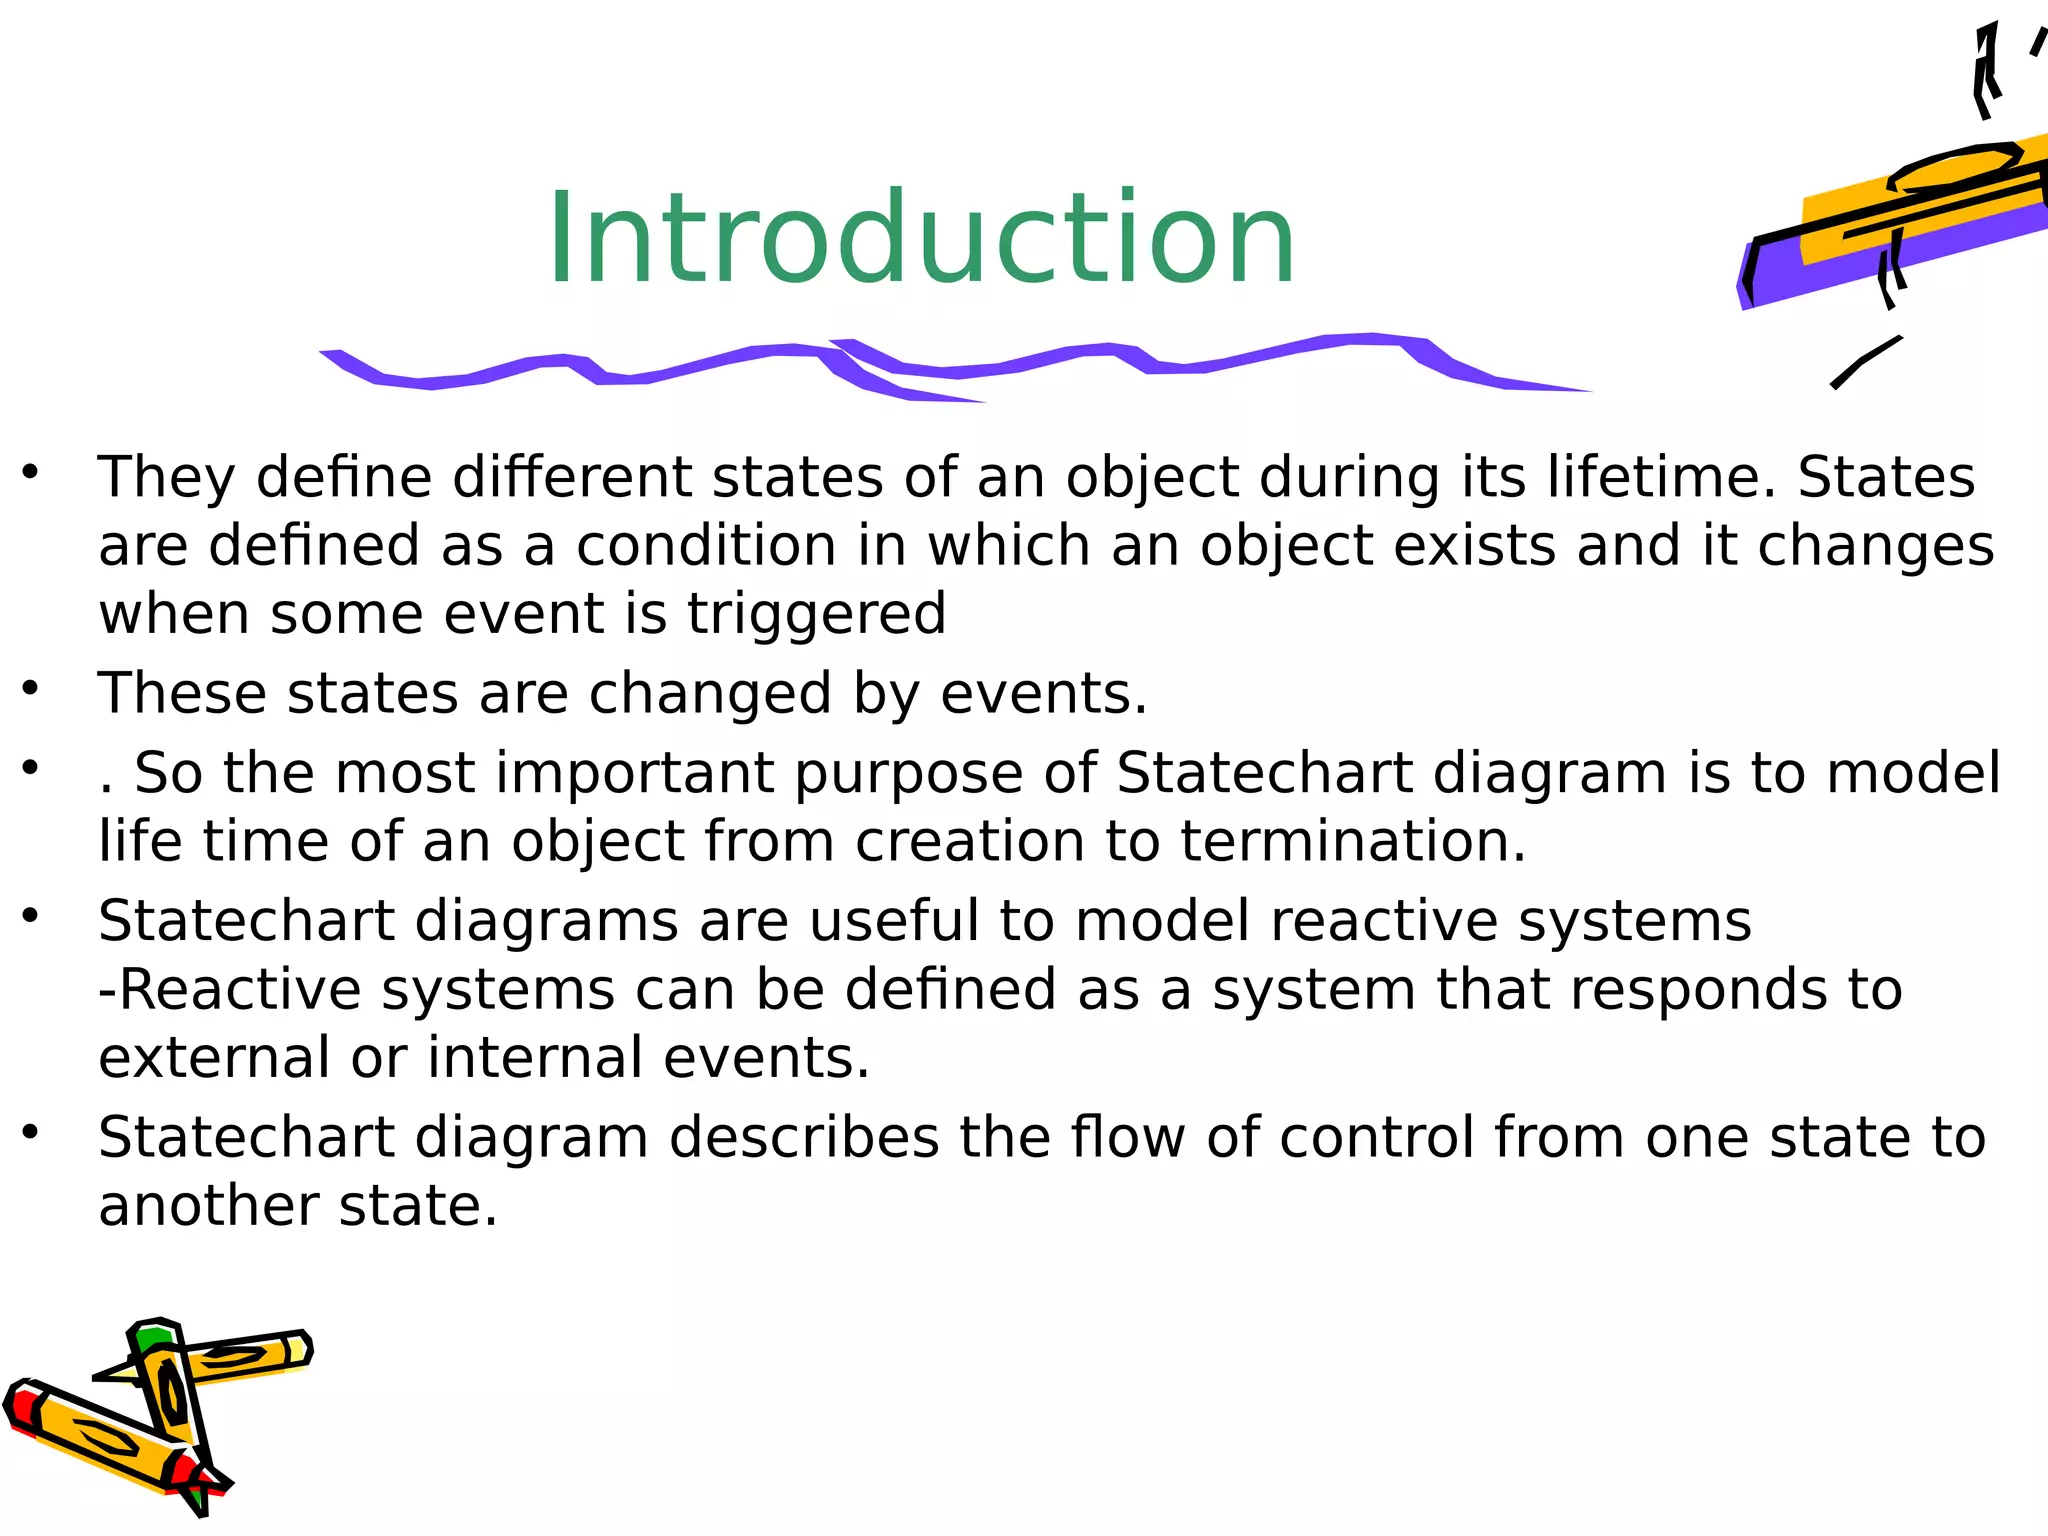 Introduction
• They define different states of an object during its lifetime. States
are defined as a condition in which an object exists and it changes
when some event is triggered
• These states are changed by events.
• . So the most important purpose of Statechart diagram is to model
life time of an object from creation to termination.
• Statechart diagrams are useful to model reactive systems
-Reactive systems can be defined as a system that responds to
external or internal events.
• Statechart diagram describes the flow of control from one state to
another state.